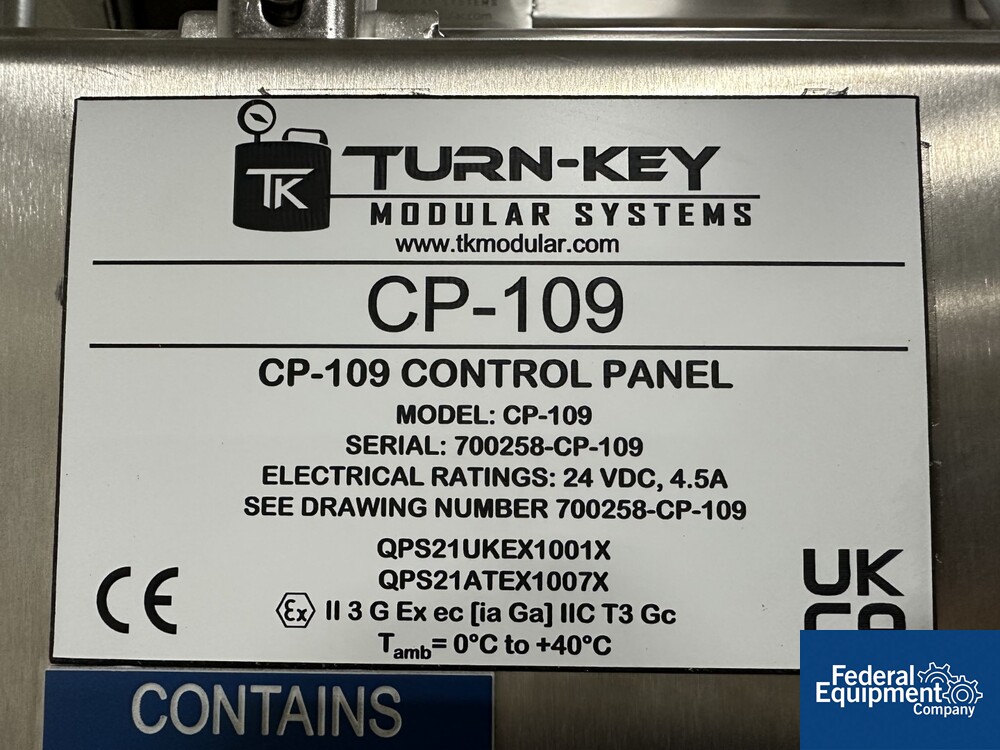 TK
TURN-KEY
MODULAR SYSTEMS
www.tkmodular.com
CP-109
CP-109 CONTROL PANEL
MODEL: CP-109
SERIAL: 700258-CP-109
ELECTRICAL RATINGS: 24 VDC, 4.5A
SEE DRAWING NUMBER 700258-CP-109
QPS21UKEX1001X
QPS21ATEX1007X
Ex II 3 G Ex ec [ia Ga] IIC T3 Gc
Tamb= 0°C to +40°C
CE
UK
CA
CONTAINS
Federal
Equipment
Company